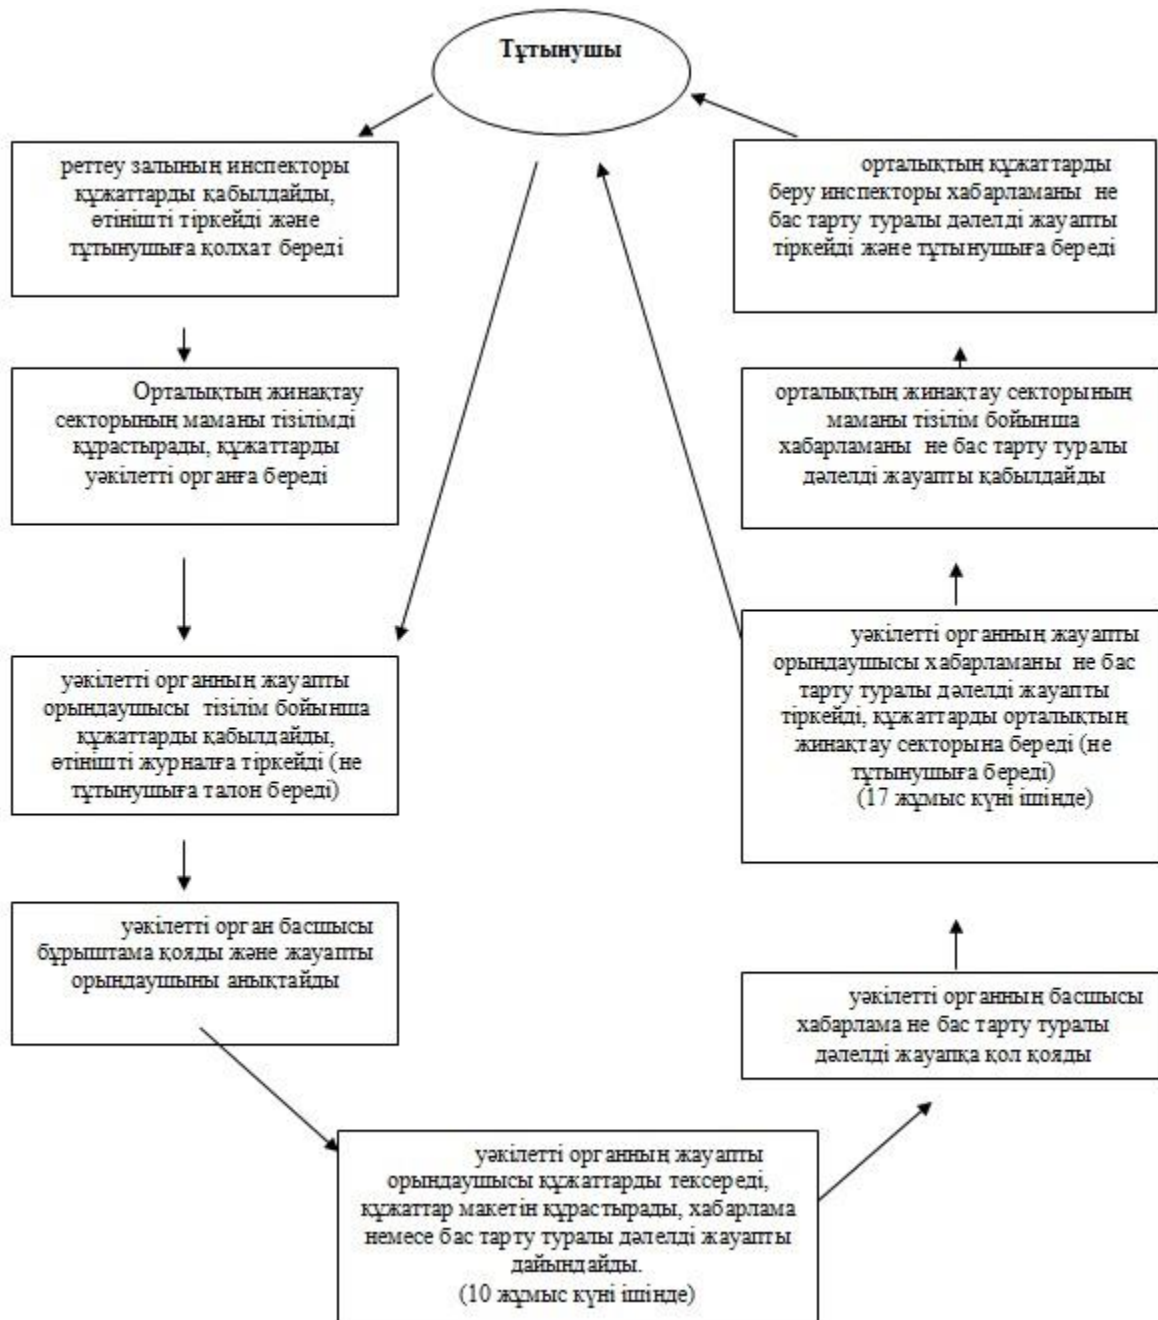 Тұтынушы
реттеу залының инспекторы
құжаттарды қабылдайды,
өтінішті тіркейді және
тұтынушыға қолхат береді
Орталықтың жинақтау
секторының маманы тізілімді
құрастырады, құжаттарды
уәкілетті органға береді
уәкілетті органның жауапты
орындаушысы тізілім бойынша
құжаттарды қабылдайды,
өтінішті журналға тіркейді (не
тұтынушыға талон береді)
уәкілетті орган басшысы
бұрыштама қояды және жауапты
орындаушыны анықтайды
уәкілетті органның жауапты
орындаушысы құжаттарды тексереді,
құжаттар макетін құрастырады, хабарлама
немесе бас тарту туралы дәлелді жауапты
дайындайды.
(10 жұмыс күні ішінде)
уәкілетті органның басшысы
хабарлама не бас тарту туралы
дәлелді жауапқа қол қояды
уәкілетті органның жауапты
орындаушысы хабарламаны не бас
тарту туралы дәлелді жауапты
тіркейді, құжаттарды орталықтың
жинақтау секторына береді (не
тұтынушыға береді)
(17 жұмыс күні ішінде)
орталықтың жинақтау секторының
маманы тізілім бойынша
хабарламаны не бас тарту туралы
дәлелді жауапты қабылдайды
орталықтың құжаттарды
беру инспекторы хабарламаны не
бас тарту туралы дәлелді жауапты
тіркейді және тұтынушыға береді